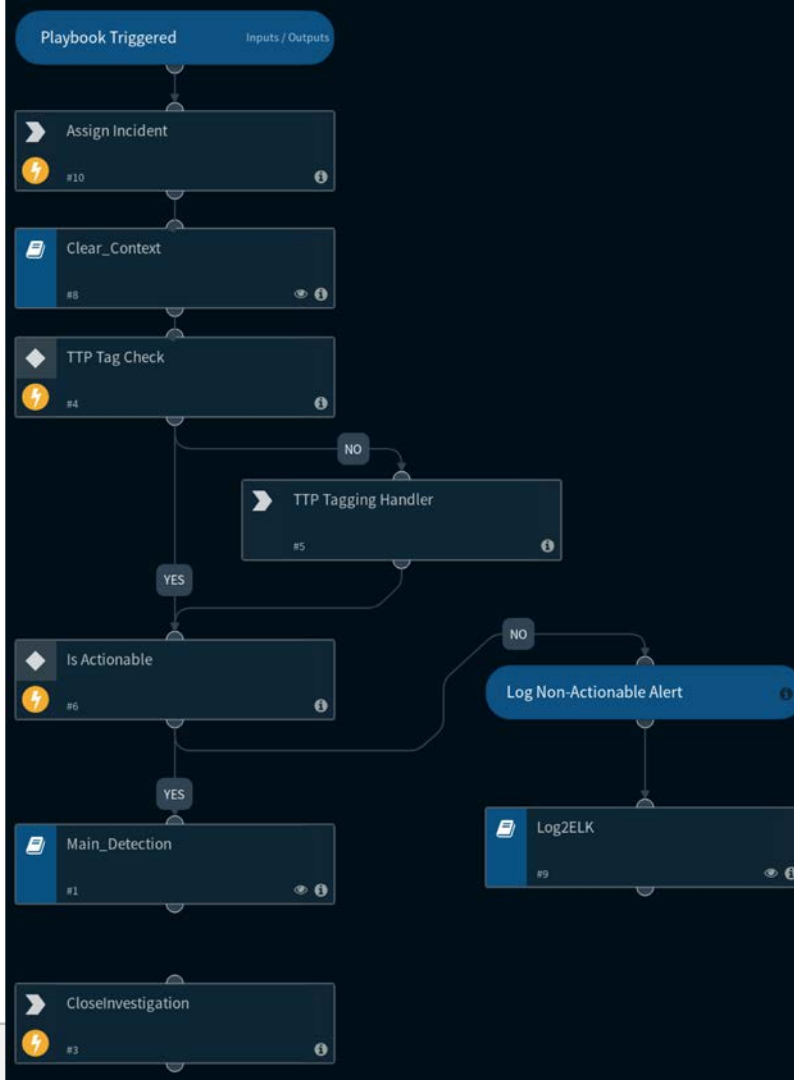 Playbook Triggered
Inputs / Outputs
Assign Incident
#10
Clear_Context
#8
TTP Tag Check
#4
NO
TTP Tagging Handler
#5
YES
Is Actionable
#6
NO
Log Non-Actionable Alert
YES
Main_Detection
#1
Log2ELK
#9
CloseInvestigation
#3